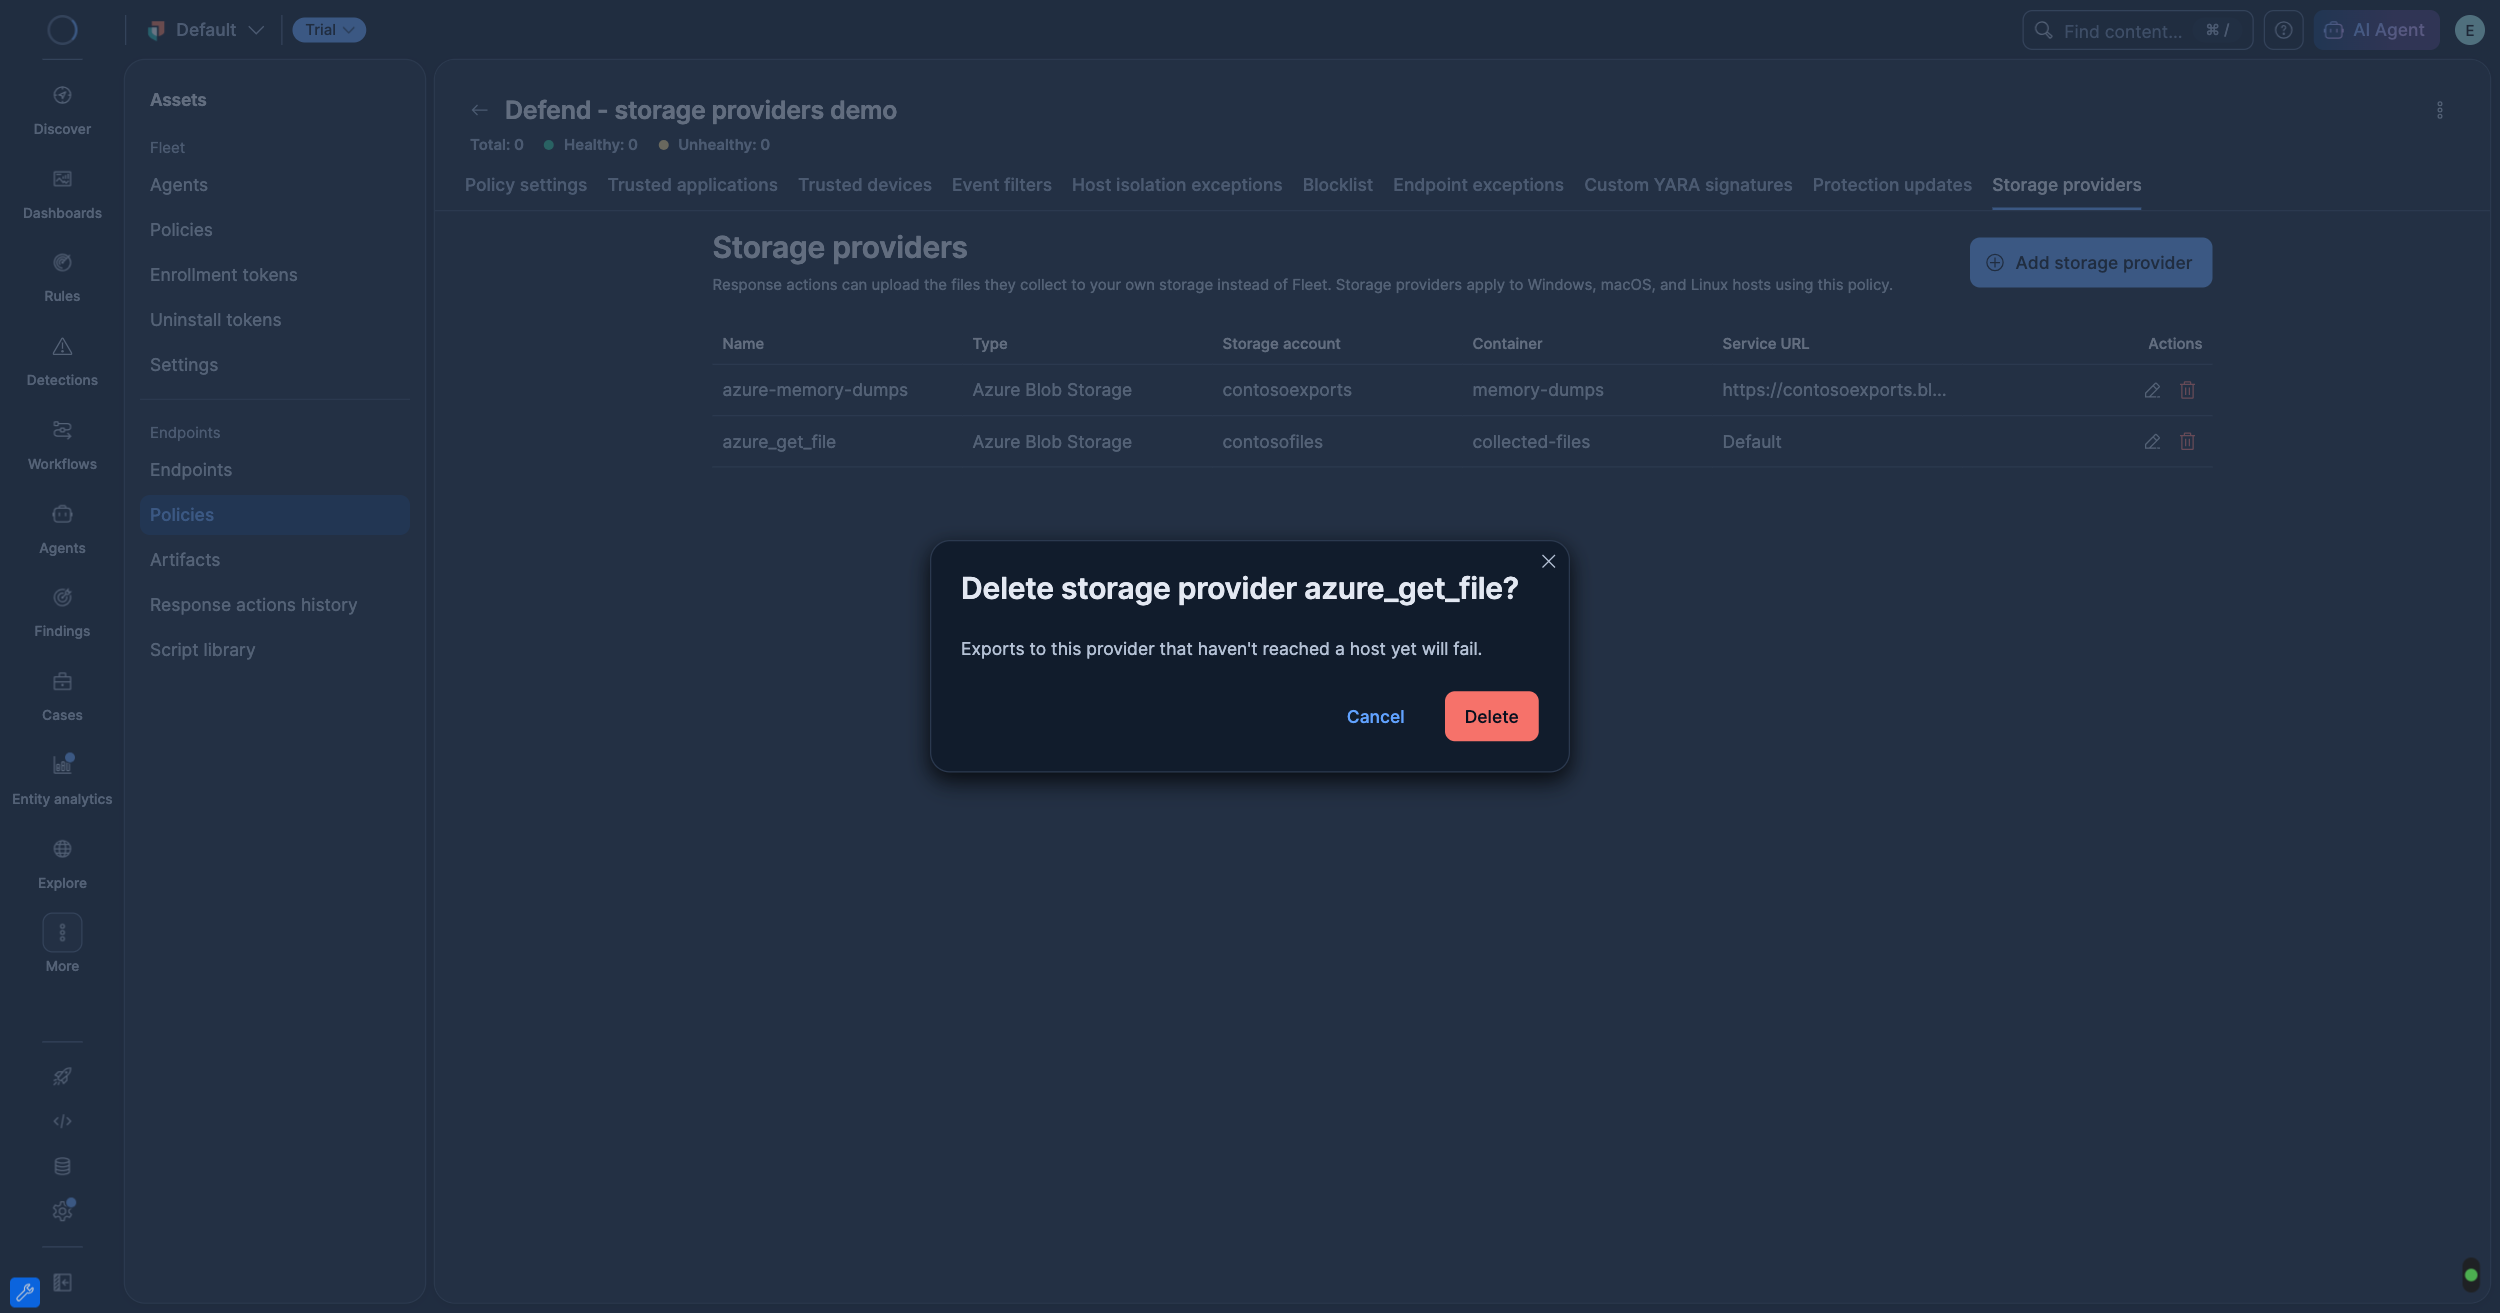 Default
Trial
Find content...
⌘ /
AI Agent
E
Discover
Dashboards
Rules
Detections
Workflows
Agents
Findings
Cases
Entity analytics
Explore
More
Assets
Fleet
Agents
Policies
Enrollment tokens
Uninstall tokens
Settings
Endpoints
Endpoints
Policies
Artifacts
Response actions history
Script library
Defend - storage providers demo
Total: 0 Healthy: 0 Unhealthy: 0
Policy settings Trusted applications Trusted devices Event filters Host isolation exceptions Blocklist Endpoint exceptions Custom YARA signatures Protection updates Storage providers
Storage providers
Response actions can upload the files they collect to your own storage instead of Fleet. Storage providers apply to Windows, macOS, and Linux hosts using this policy.
Add storage provider
Name Type Storage account Container Service URL Actions
azure-memory-dumps Azure Blob Storage contosoexports memory-dumps https://contosoexports.bl...
azure_get_file Azure Blob Storage contosofiles collected-files Default
Delete storage provider azure_get_file?
Exports to this provider that haven't reached a host yet will fail.
Cancel Delete